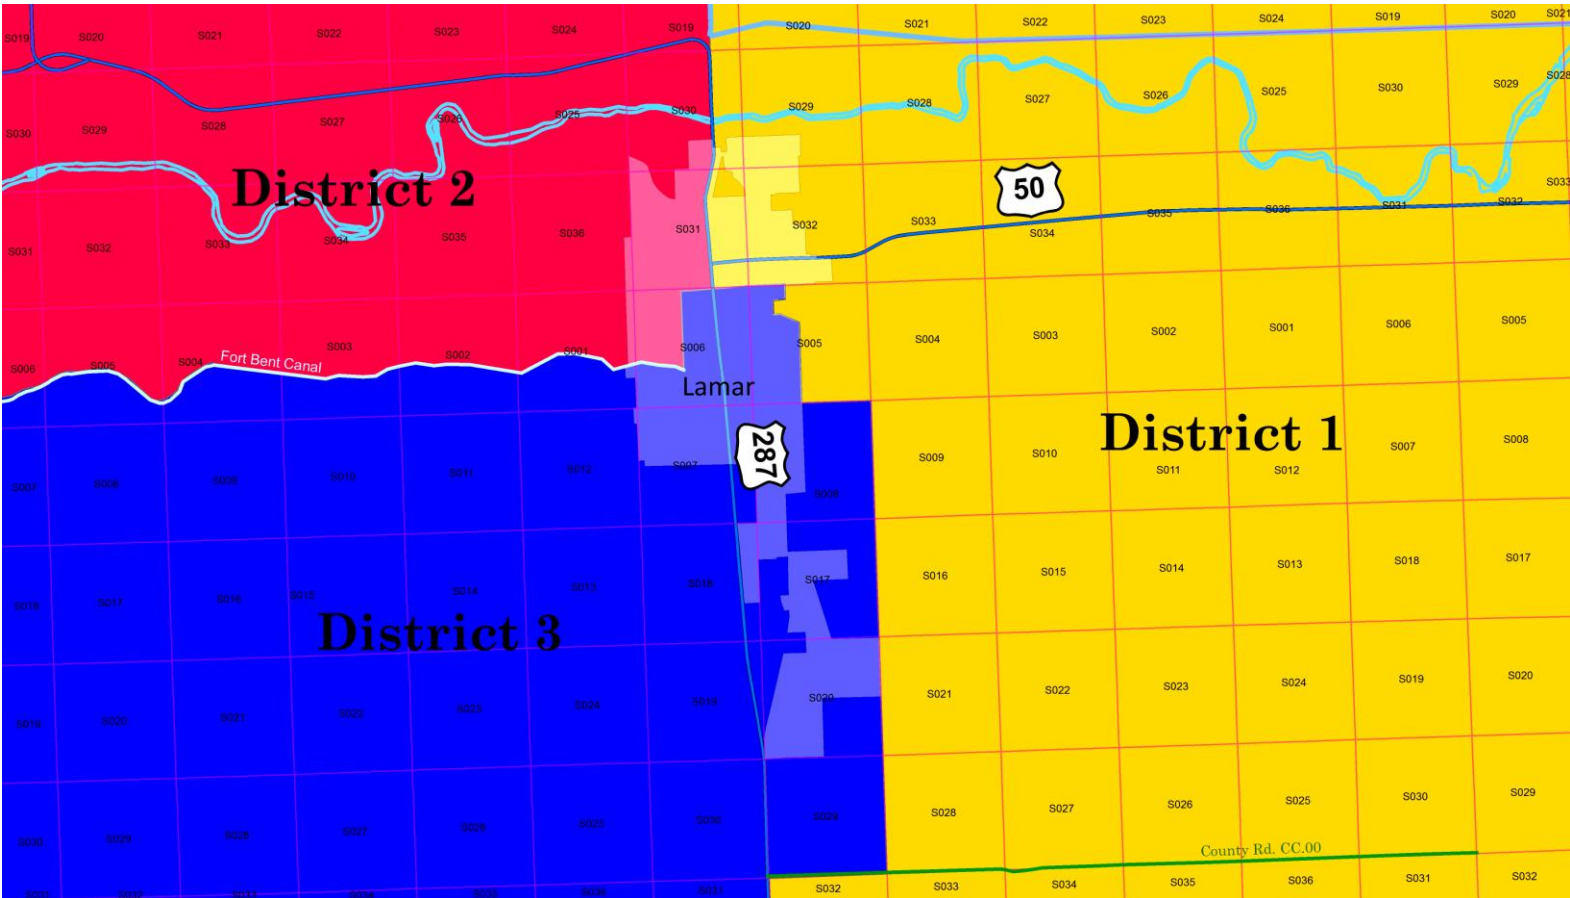 S019 S020 S021 S022 S023 S024 S019 S020 S021 S022 S023 S024 S019 S020 S021
S030 S029 S028 S027 S026 S025 S030 S029 S028 S027 S026 S025 S030 S029 S028
District 2
50
S031 S032 S033 S034 S035 S036 S031 S032 S033 S034 S035 S036 S031 S032 S033
S006 S005 S004 S003 S002 S001 S006 S005 S004 S003 S002 S001 S006 S005
Fort Bent Canal
Lamar
District 1
287
S007 S008 S009 S010 S011 S012 S007 S008 S009 S010 S011 S012 S007 S008
S018 S017 S016 S015 S014 S013 S018 S017 S016 S015 S014 S013 S018 S017
District 3
S019 S020 S021 S022 S023 S024 S019 S020 S021 S022 S023 S024 S019 S020
S030 S029 S028 S027 S026 S025 S030 S029 S028 S027 S026 S025 S030 S029
County Rd. CC.00
S031 S032 S033 S034 S035 S036 S031 S032 S033 S034 S035 S036 S031 S032